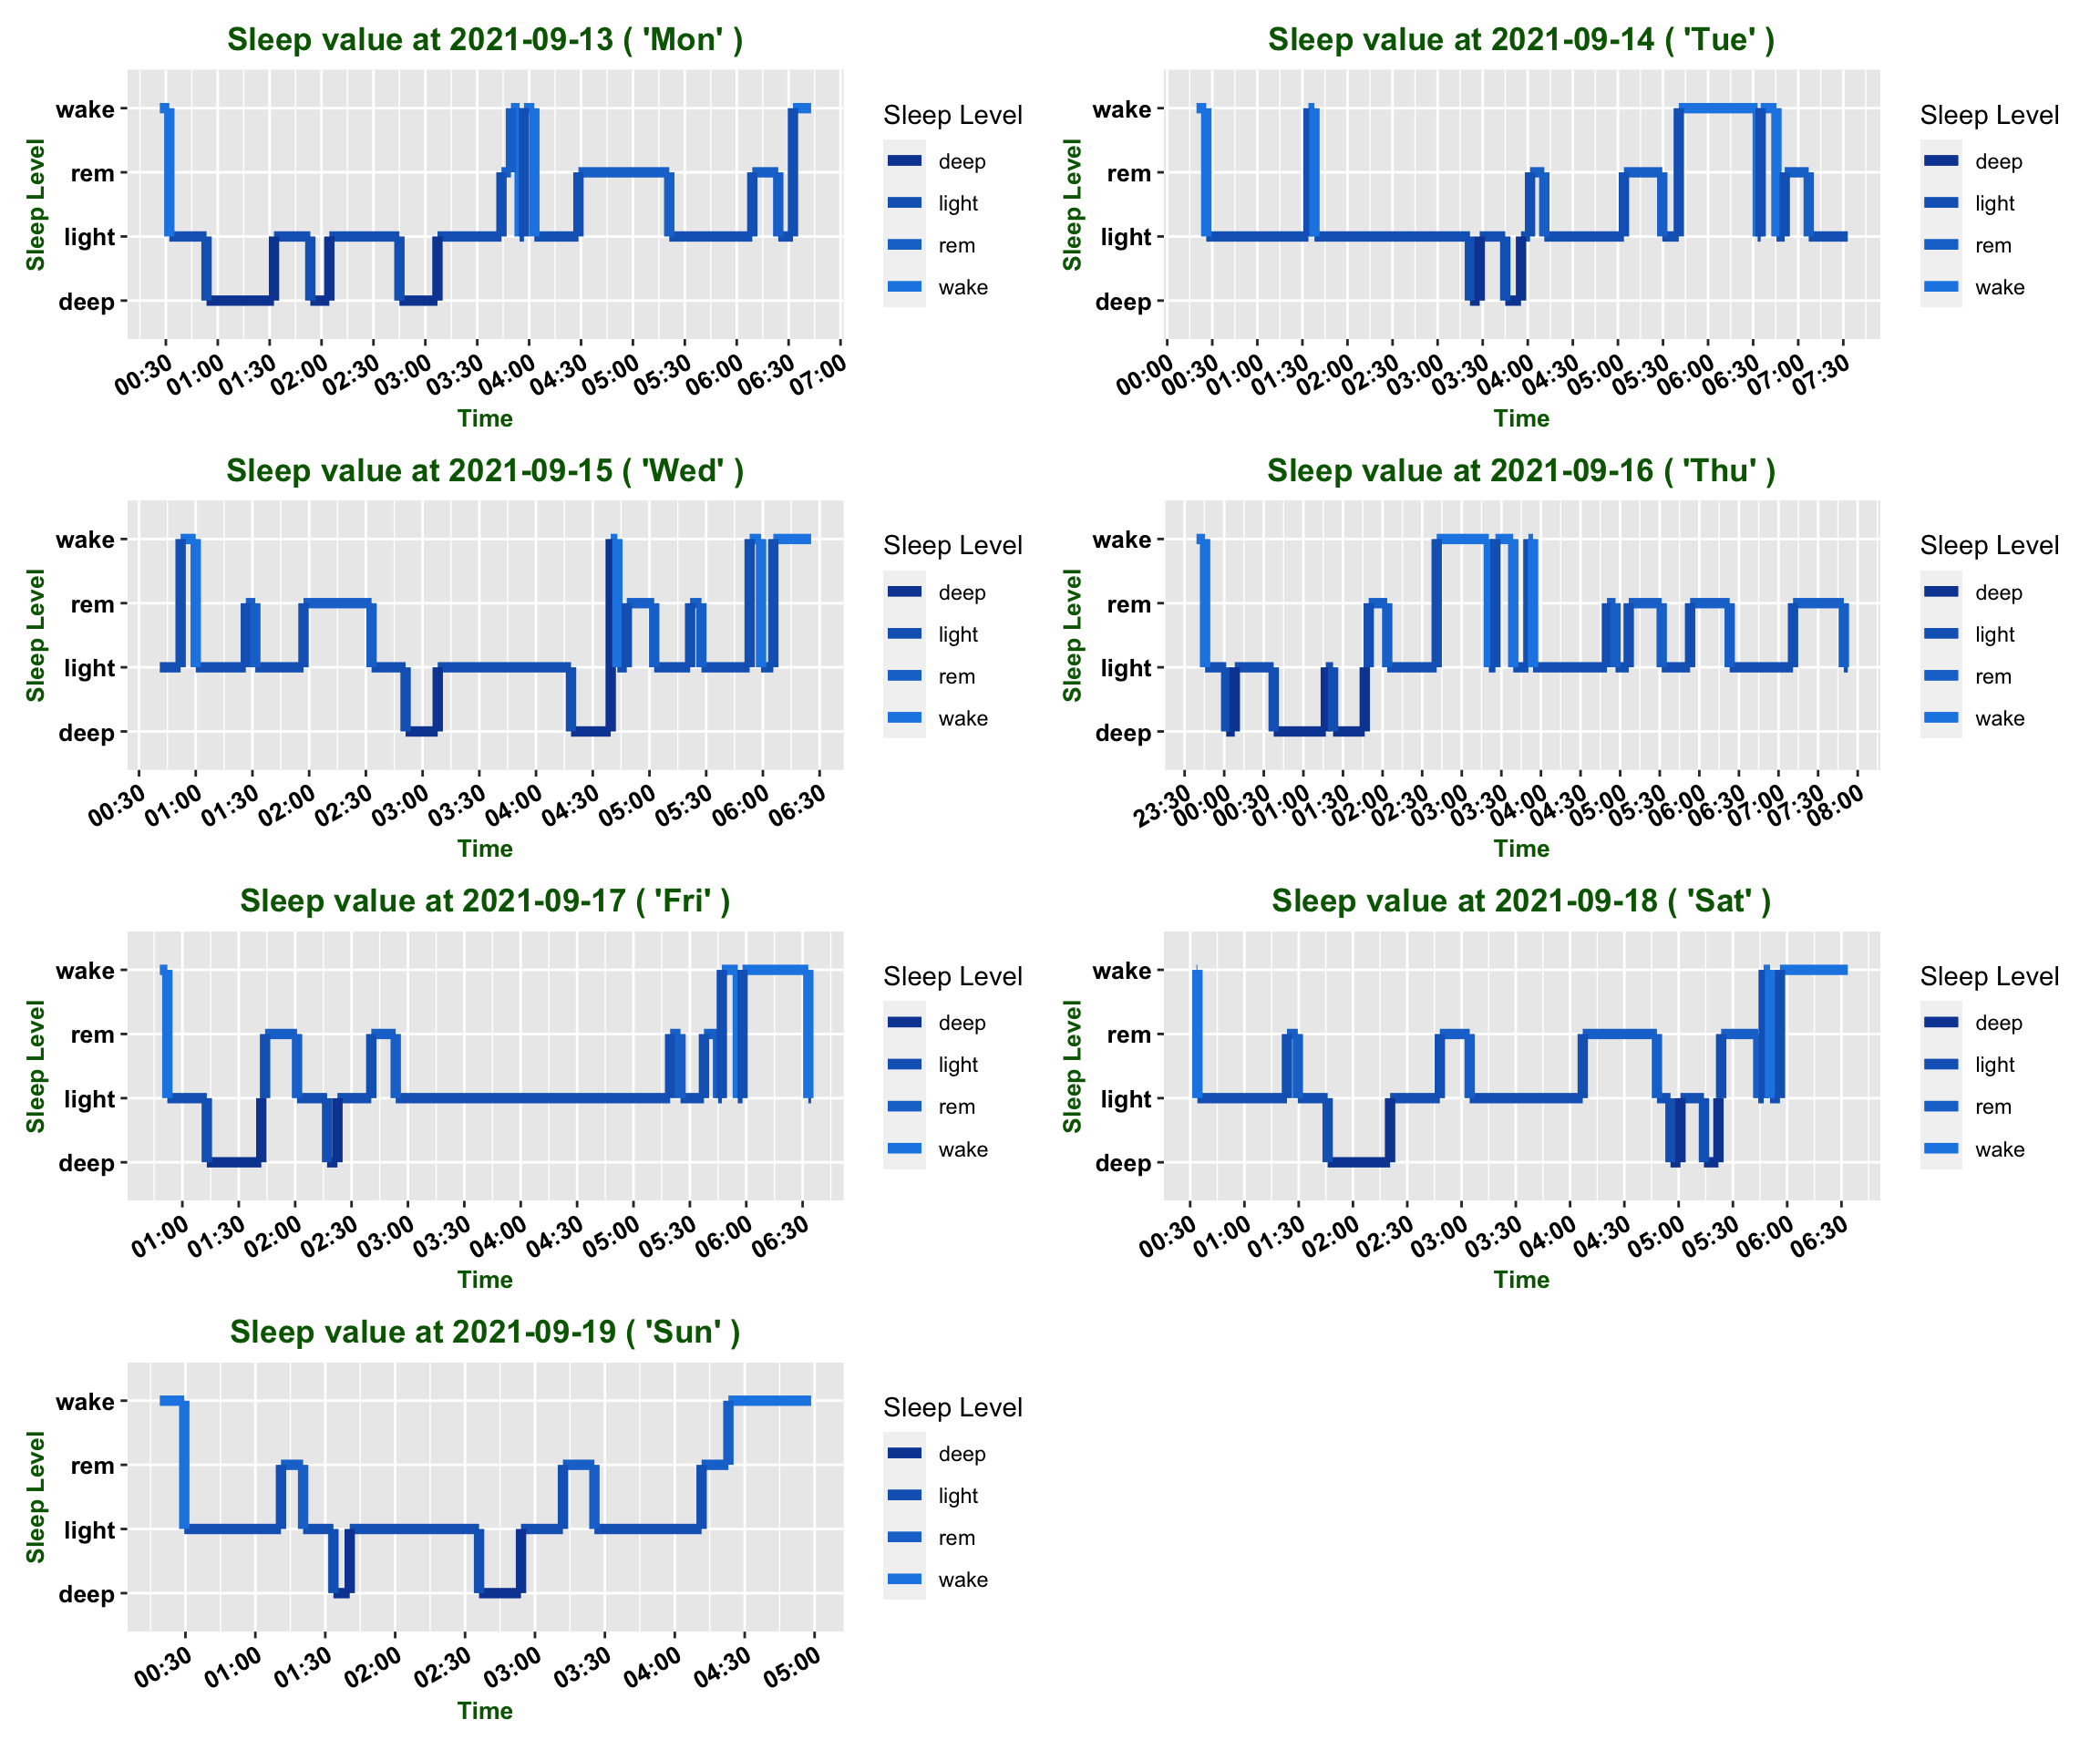 Sleep value at 2021-09-13 ( 'Mon' )
wake
rem
light
deep
Sleep Level
00:30 01:00 01:30 02:00 02:30 03:00 03:30 04:00 04:30 05:00 05:30 06:00 06:30 07:00
Time
Sleep Level
deep
light
rem
wake
Sleep value at 2021-09-14 ( 'Tue' )
wake
rem
light
deep
Sleep Level
00:00 00:30 01:00 01:30 02:00 02:30 03:00 03:30 04:00 04:30 05:00 05:30 06:00 06:30 07:00 07:30
Time
Sleep Level
deep
light
rem
wake
Sleep value at 2021-09-15 ( 'Wed' )
wake
rem
light
deep
Sleep Level
00:30 01:00 01:30 02:00 02:30 03:00 03:30 04:00 04:30 05:00 05:30 06:00 06:30
Time
Sleep Level
deep
light
rem
wake
Sleep value at 2021-09-16 ( 'Thu' )
wake
rem
light
deep
Sleep Level
23:30 00:00 00:30 01:00 01:30 02:00 02:30 03:00 03:30 04:00 04:30 05:00 05:30 06:00 06:30 07:00 07:30 08:00
Time
Sleep Level
deep
light
rem
wake
Sleep value at 2021-09-17 ( 'Fri' )
wake
rem
light
deep
Sleep Level
01:00 01:30 02:00 02:30 03:00 03:30 04:00 04:30 05:00 05:30 06:00 06:30
Time
Sleep Level
deep
light
rem
wake
Sleep value at 2021-09-18 ( 'Sat' )
wake
rem
light
deep
Sleep Level
00:30 01:00 01:30 02:00 02:30 03:00 03:30 04:00 04:30 05:00 05:30 06:00 06:30
Time
Sleep Level
deep
light
rem
wake
Sleep value at 2021-09-19 ( 'Sun' )
wake
rem
light
deep
Sleep Level
00:30 01:00 01:30 02:00 02:30 03:00 03:30 04:00 04:30 05:00
Time
Sleep Level
deep
light
rem
wake